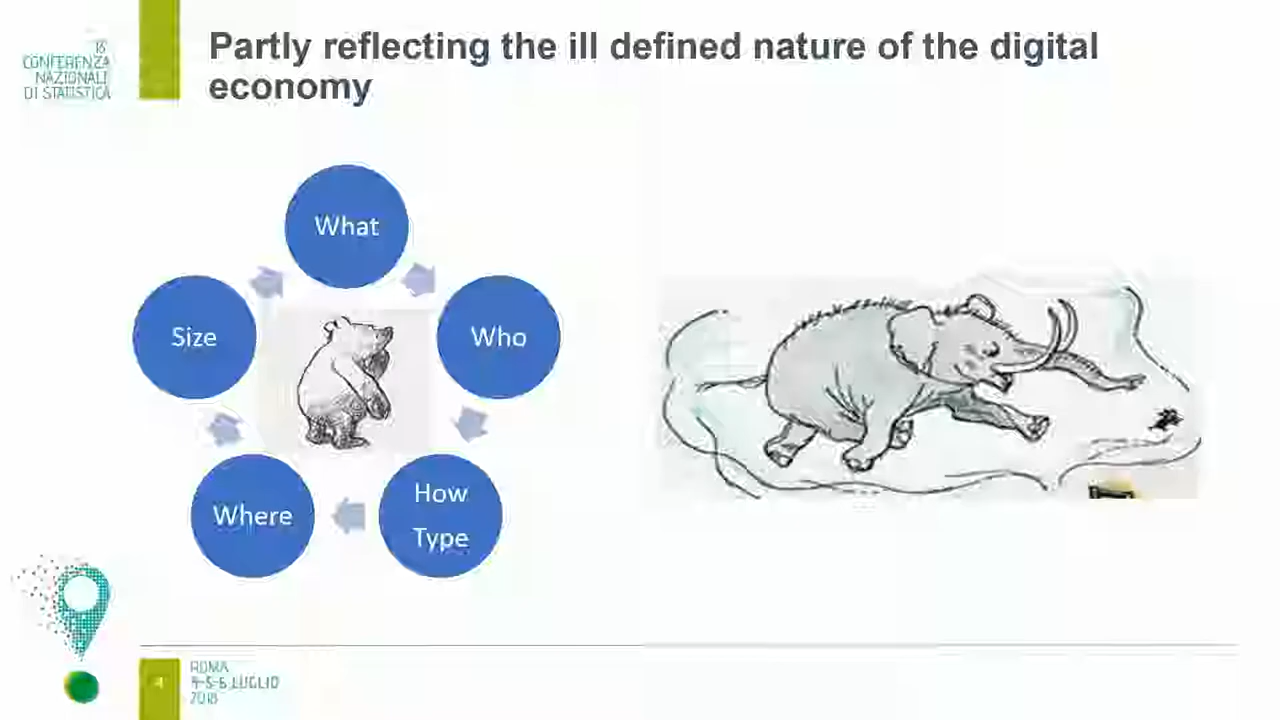 Partly reflecting the ill defined nature of the digital
economy
CONFERENZA
NAZIONALE
DI STATISTICA
What
Size
Who
Where
How
Type
4
ROMA
4-5-6 LUGLIO
2018